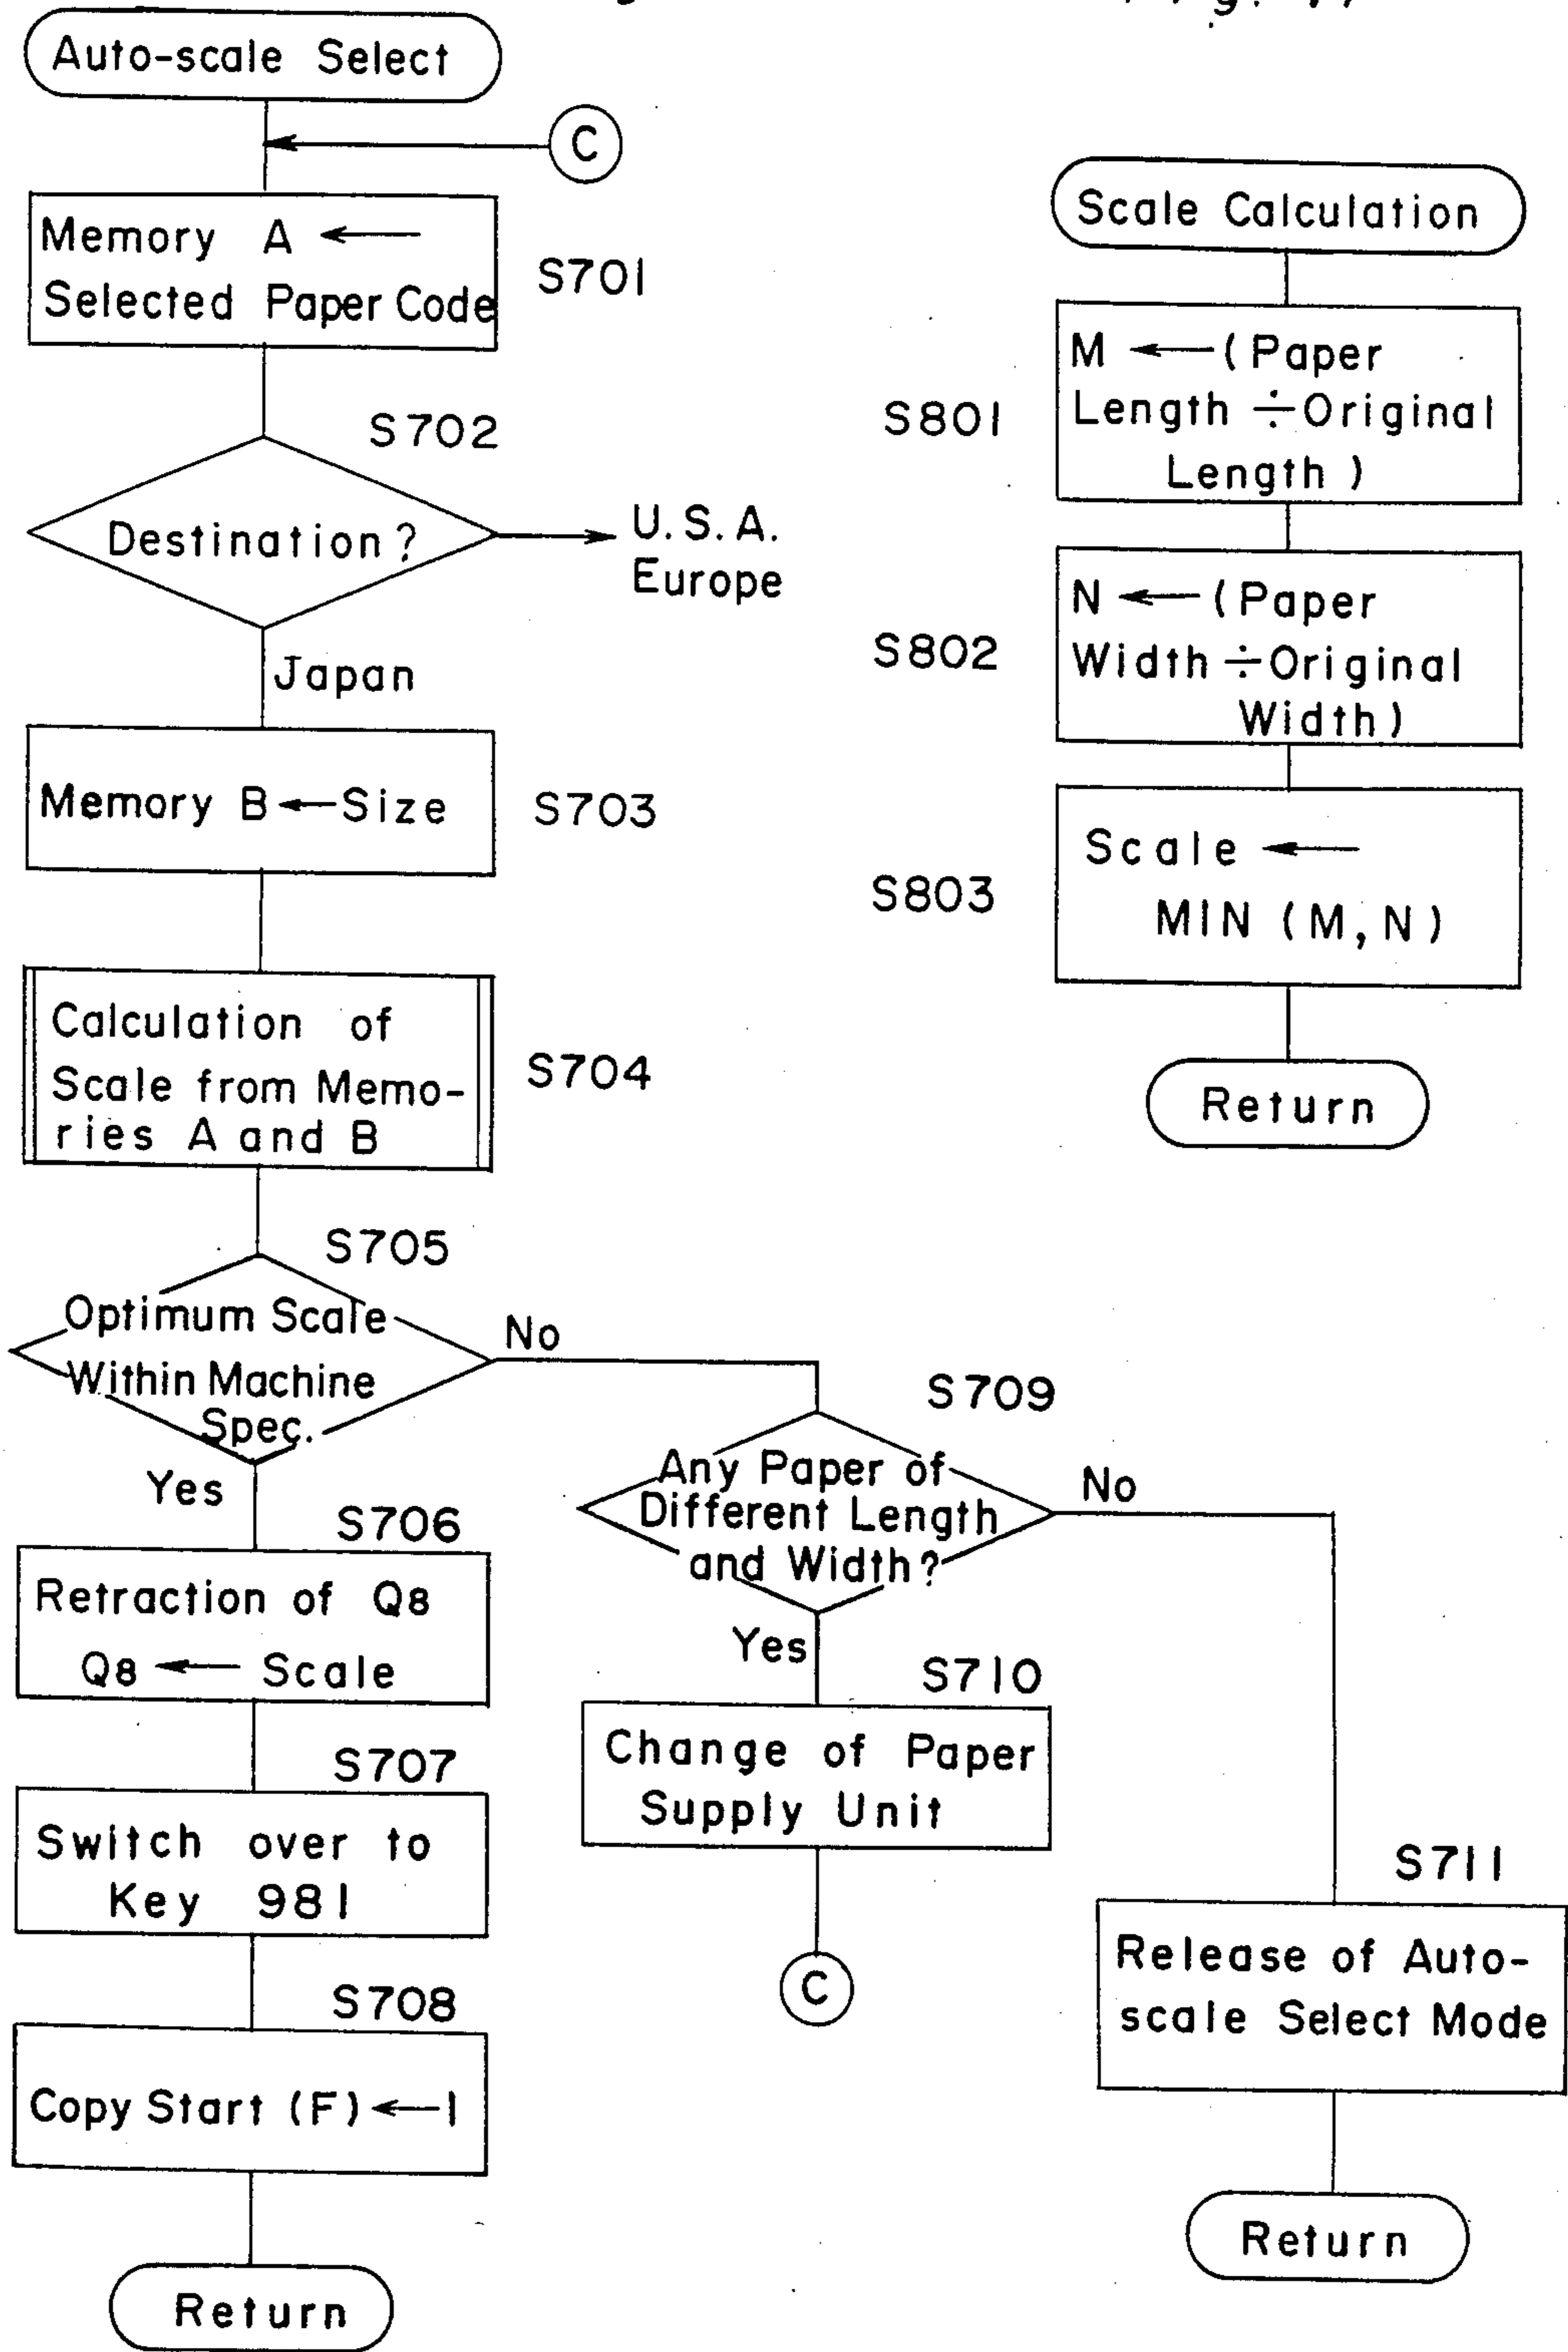 Auto-scale Select
C
Memory A ←
Selected Paper Code
S701
S702
Destination?
U.S.A.
Europe
Japan
Memory B ← Size
S703
Calculation of
Scale from Memo-
ries A and B
S704
S705
Optimum Scale
Within Machine
Spec.
No
Yes
S706
Retraction of Q8
Q8 ← Scale
S707
Switch over to
Key 981
S708
Copy Start (F) ← 1
Return
S709
Any Paper of
Different Length
and Width?
No
Yes
S710
Change of Paper
Supply Unit
C
S711
Release of Auto-
scale Select Mode
Return
Scale Calculation
S801
M ← (Paper
Length ÷ Original
Length)
S802
N ← (Paper
Width ÷ Original
Width)
S803
Scale ←
MIN (M, N)
Return